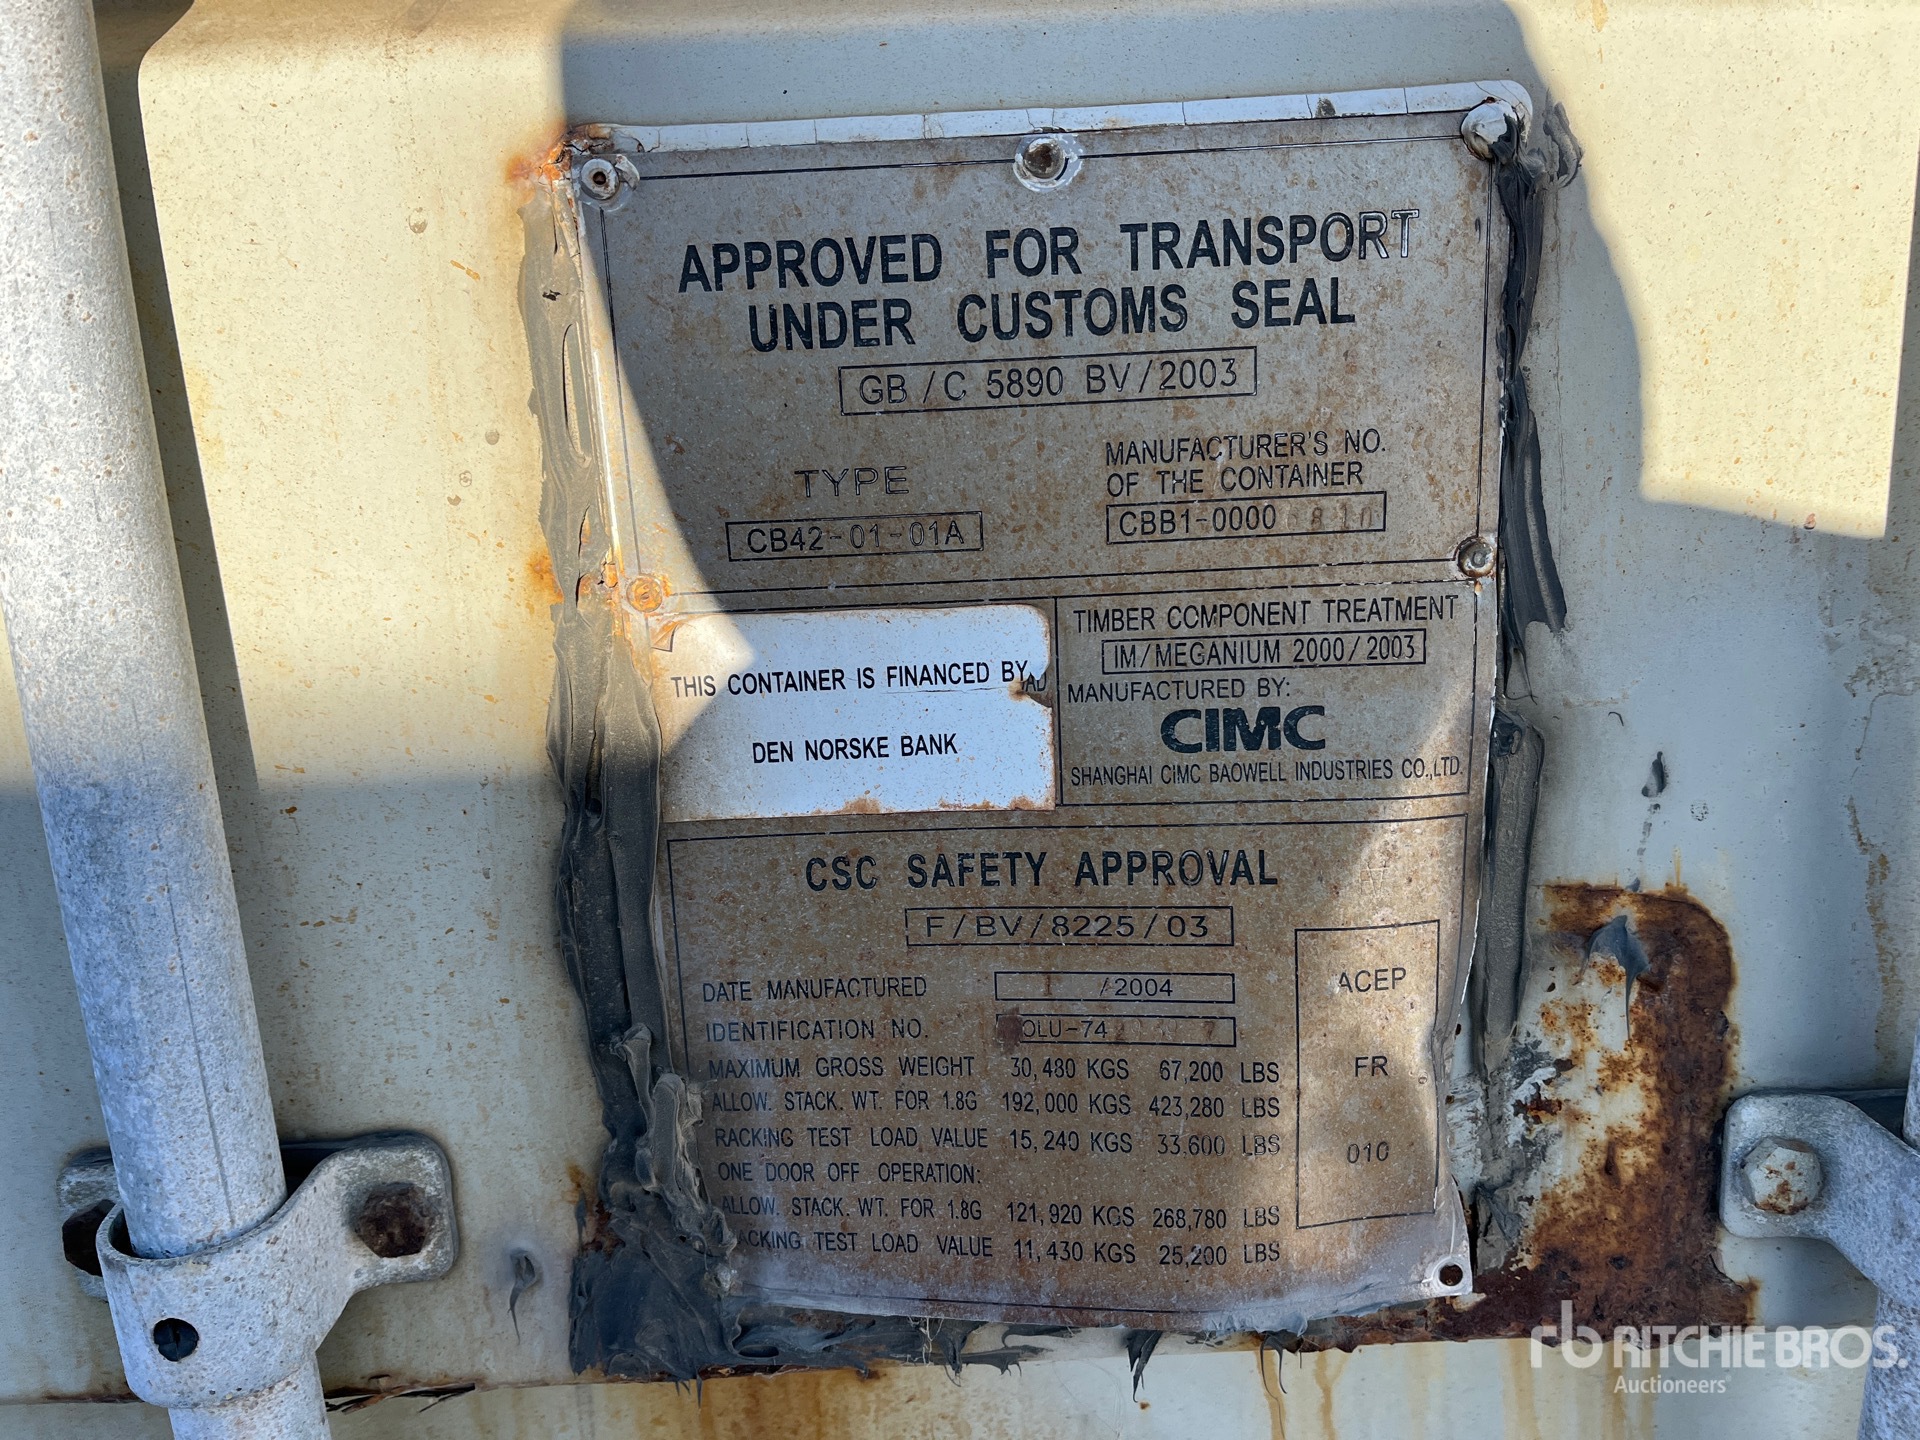 APPROVED FOR TRANSPORT
UNDER CUSTOMS SEAL
GB/C 5890 BV/2003
TYPE
CB42-01-01A
MANUFACTURER'S NO.
OF THE CONTAINER
THIS CONTAINER IS FINANCED BY
DEN NORSKE BANK
TIMBER COMPONENT TREATMENT
IM/MEGANIUM 2000/2003
MANUFACTURED BY:
CIMC
SHANGHAI CIMC BAOWELL INDUSTRIES CO.,LTD.
CSC SAFETY APPROVAL
F/BV/8225/03
DATE MANUFACTURED 1 /2004
IDENTIFICATION NO.
MAXIMUM GROSS WEIGHT 30,480 KGS 67,200 LBS
ALLOW. STACK. WT. FOR 1.8G 192,000 KGS 423,280 LBS
RACKING TEST LOAD VALUE 15,240 KGS 33,600 LBS
ONE DOOR OFF OPERATION:
ALLOW. STACK. WT. FOR 1.8G 121,920 KGS 268,780 LBS
TEST LOAD VALUE 11,430 KGS 25,200 LBS
ACEP
FR
010
rb RITCHIE BROS.
Auctioneers